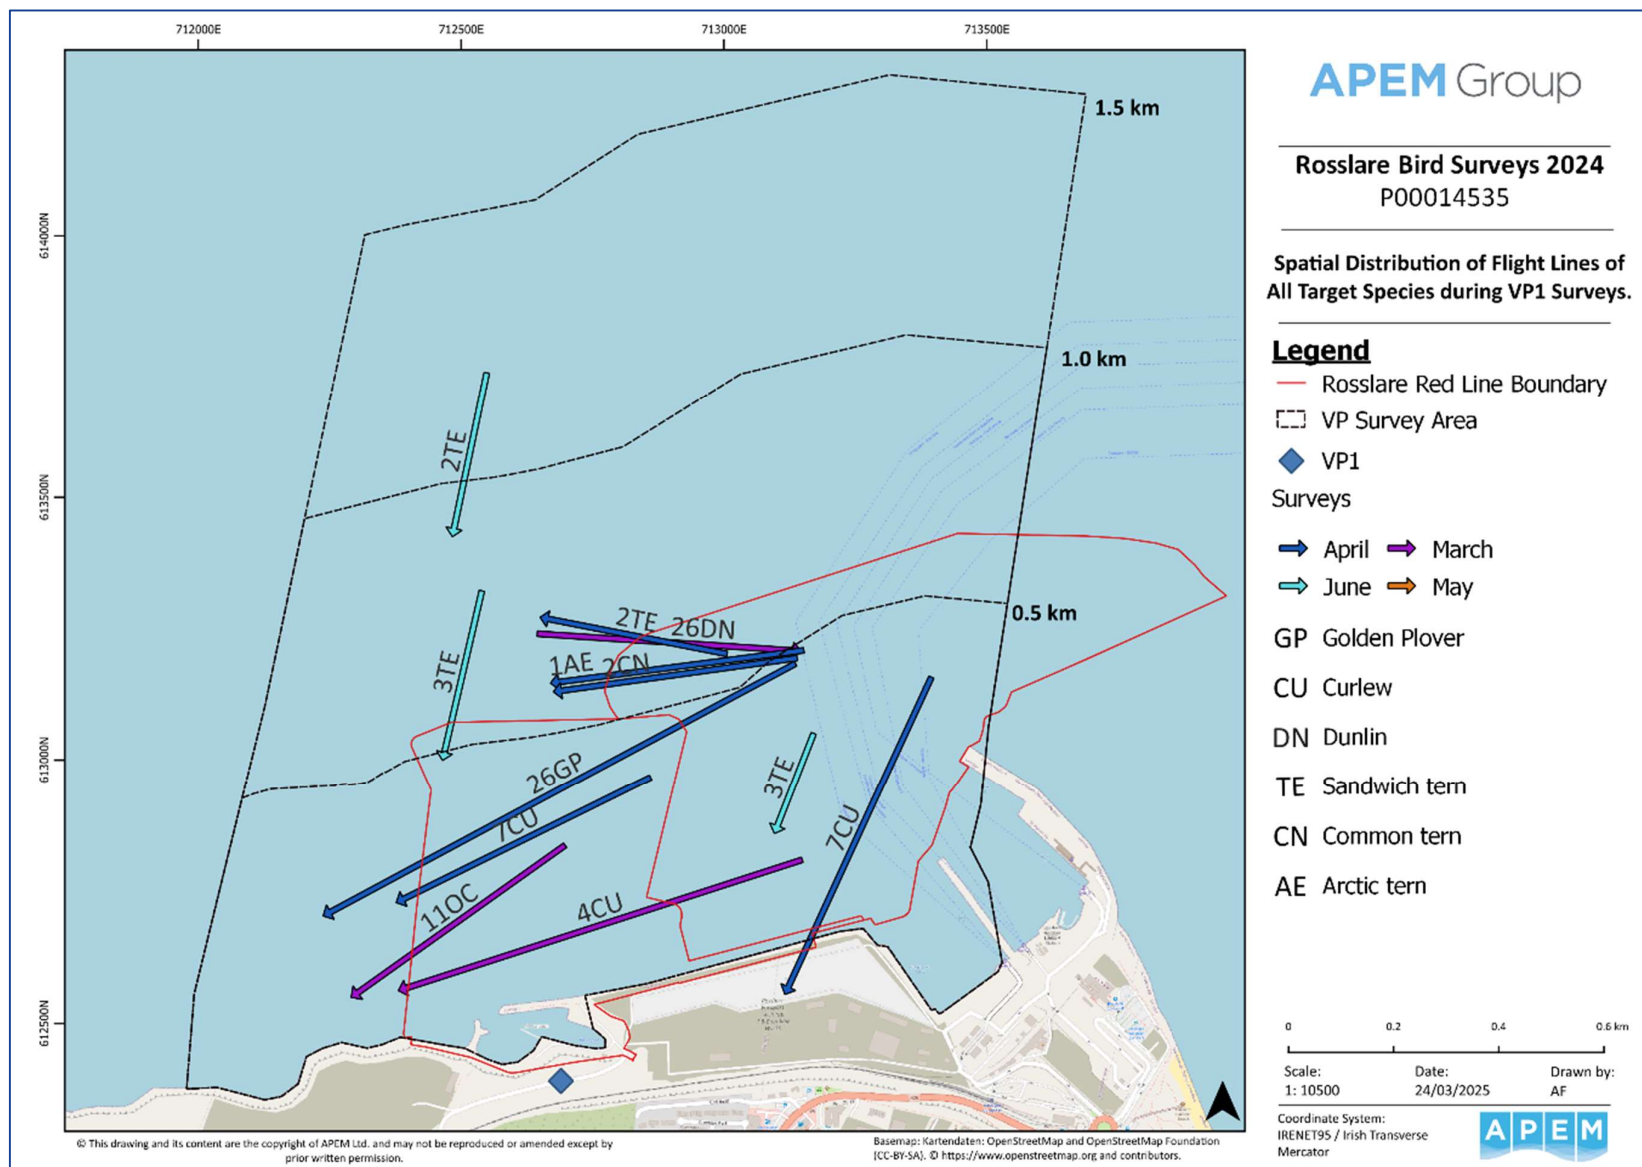 712000E
712500E
713000E
713500E
614000N
613500N
613000N
612500N
1.5 km
1.0 km
0.5 km
2TE
3TE
2TE
26DN
1AE
2CN
26GP
7CU
3TE
7CU
11OC
4CU
© This drawing and its content are the copyright of APEM Ltd. and may not be reproduced or amended except by
prior written permission.
Basemap: Kartendaten: OpenStreetMap and OpenStreetMap Foundation
(CC-BY-SA). © https://www.openstreetmap.org and contributors.
APEM Group
Rosslare Bird Surveys 2024
P00014535
Spatial Distribution of Flight Lines of
All Target Species during VP1 Surveys.
Legend
Rosslare Red Line Boundary
VP Survey Area
VP1
Surveys
April
March
June
May
GP Golden Plover
CU Curlew
DN Dunlin
TE Sandwich tern
CN Common tern
AE Arctic tern
0 0.2 0.4 0.6 km
Scale: Date: Drawn by:
1: 10500 24/03/2025 AF
Coordinate System:
IRENET95 / Irish Transverse
Mercator
APEM